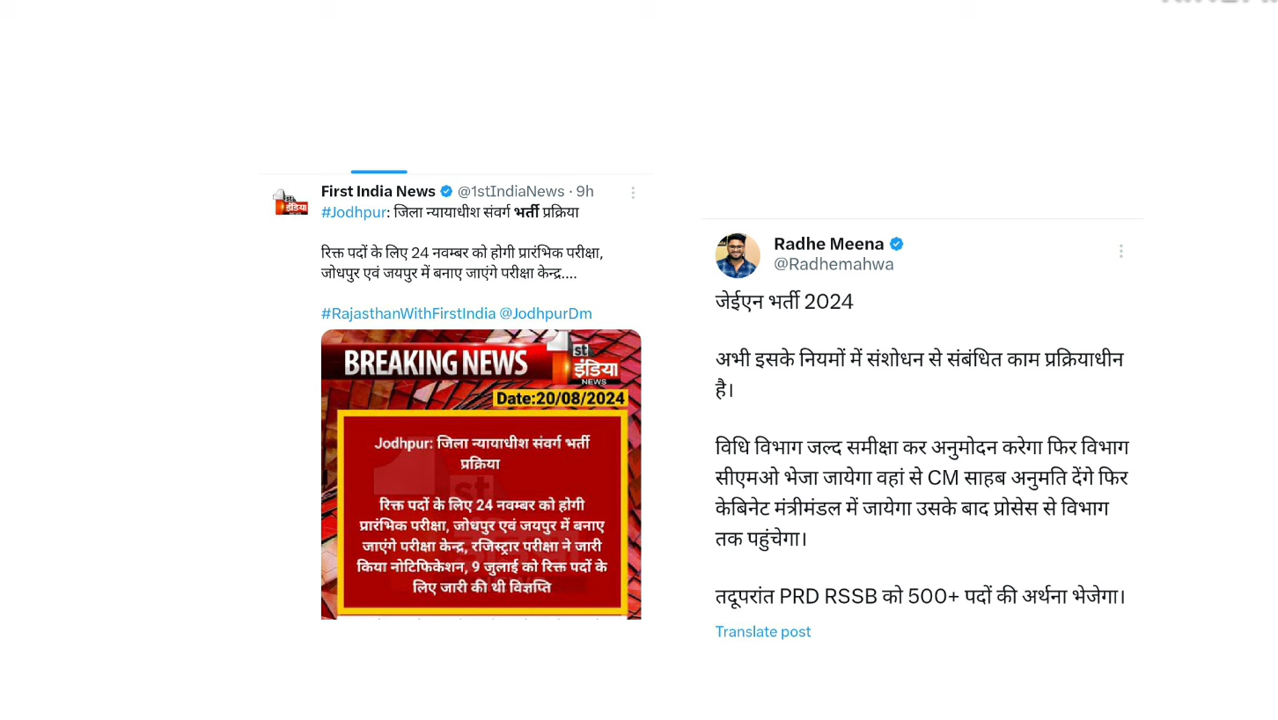 First India News @1stIndiaNews · 9h
#Jodhpur: जिला न्यायाधीश संवर्ग भर्ती प्रक्रिया
रिक्त पदों के लिए 24 नवम्बर को होगी प्रारंभिक परीक्षा,
जोधपुर एवं जयपुर में बनाए जाएंगे परीक्षा केन्द्र....
#RajasthanWithFirstIndia @JodhpurDm
BREAKING NEWS
1st
इंडिया
NEWS
Date:20/08/2024
Jodhpur: जिला न्यायाधीश संवर्ग भर्ती
प्रक्रिया
रिक्त पदों के लिए 24 नवम्बर को होगी
प्रारंभिक परीक्षा, जोधपुर एवं जयपुर में बनाए
जाएंगे परीक्षा केन्द्र, रजिस्ट्रार परीक्षा ने जारी
किया नोटिफिकेशन, 9 जुलाई को रिक्त पदों के
लिए जारी की थी विज्ञप्ति
Radhe Meena
@Radhemahwa
जेईएन भर्ती 2024
अभी इसके नियमों में संशोधन से संबंधित काम प्रक्रियाधीन
है।
विधि विभाग जल्द समीक्षा कर अनुमोदन करेगा फिर विभाग
सीएमओ भेजा जायेगा वहां से CM साहब अनुमति देंगे फिर
केबिनेट मंत्रीमंडल में जायेगा उसके बाद प्रोसेस से विभाग
तक पहुंचेगा।
तदूपरांत PRD RSSB को 500+ पदों की अर्थना भेजेगा।
Translate post